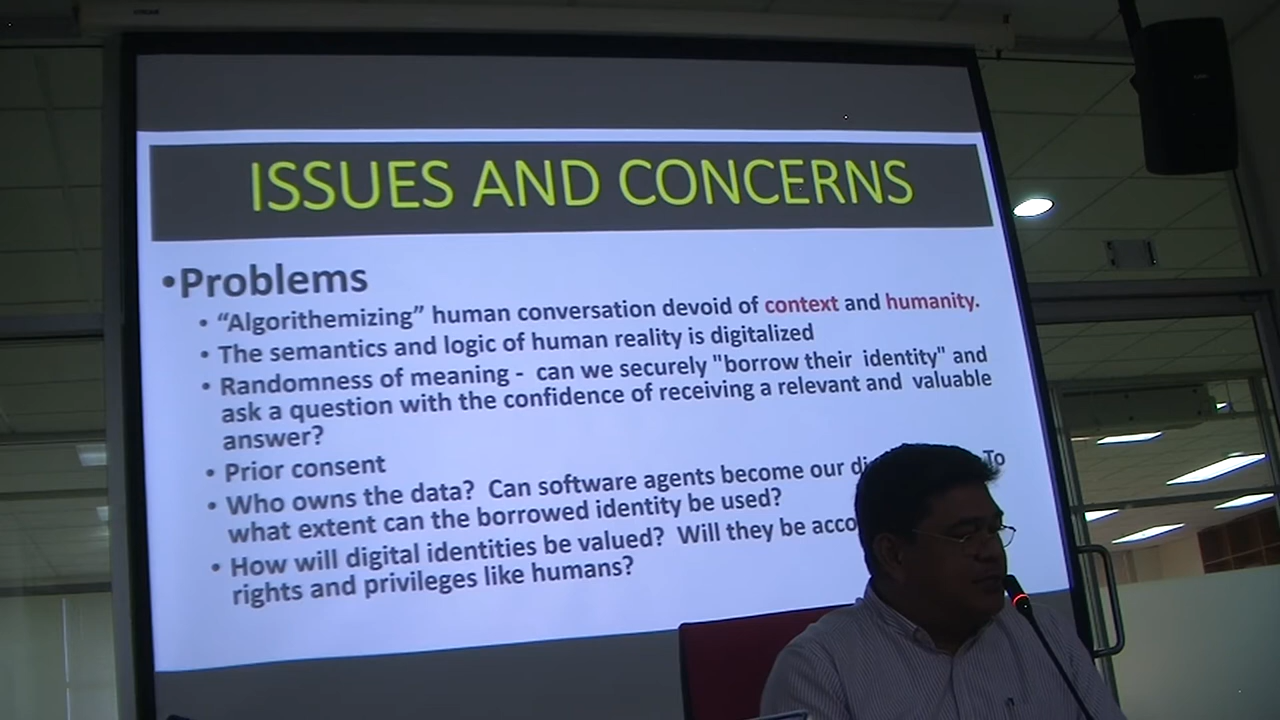 ISSUES AND CONCERNS
•Problems
• “Algorithemizing” human conversation devoid of context and humanity.
• The semantics and logic of human reality is digitalized
• Randomness of meaning - can we securely "borrow their identity" and
ask a question with the confidence of receiving a relevant and valuable
answer?
• Prior consent
• Who owns the data? Can software agents become our To
what extent can the borrowed identity be used?
• How will digital identities be valued? Will they be
rights and privileges like humans?